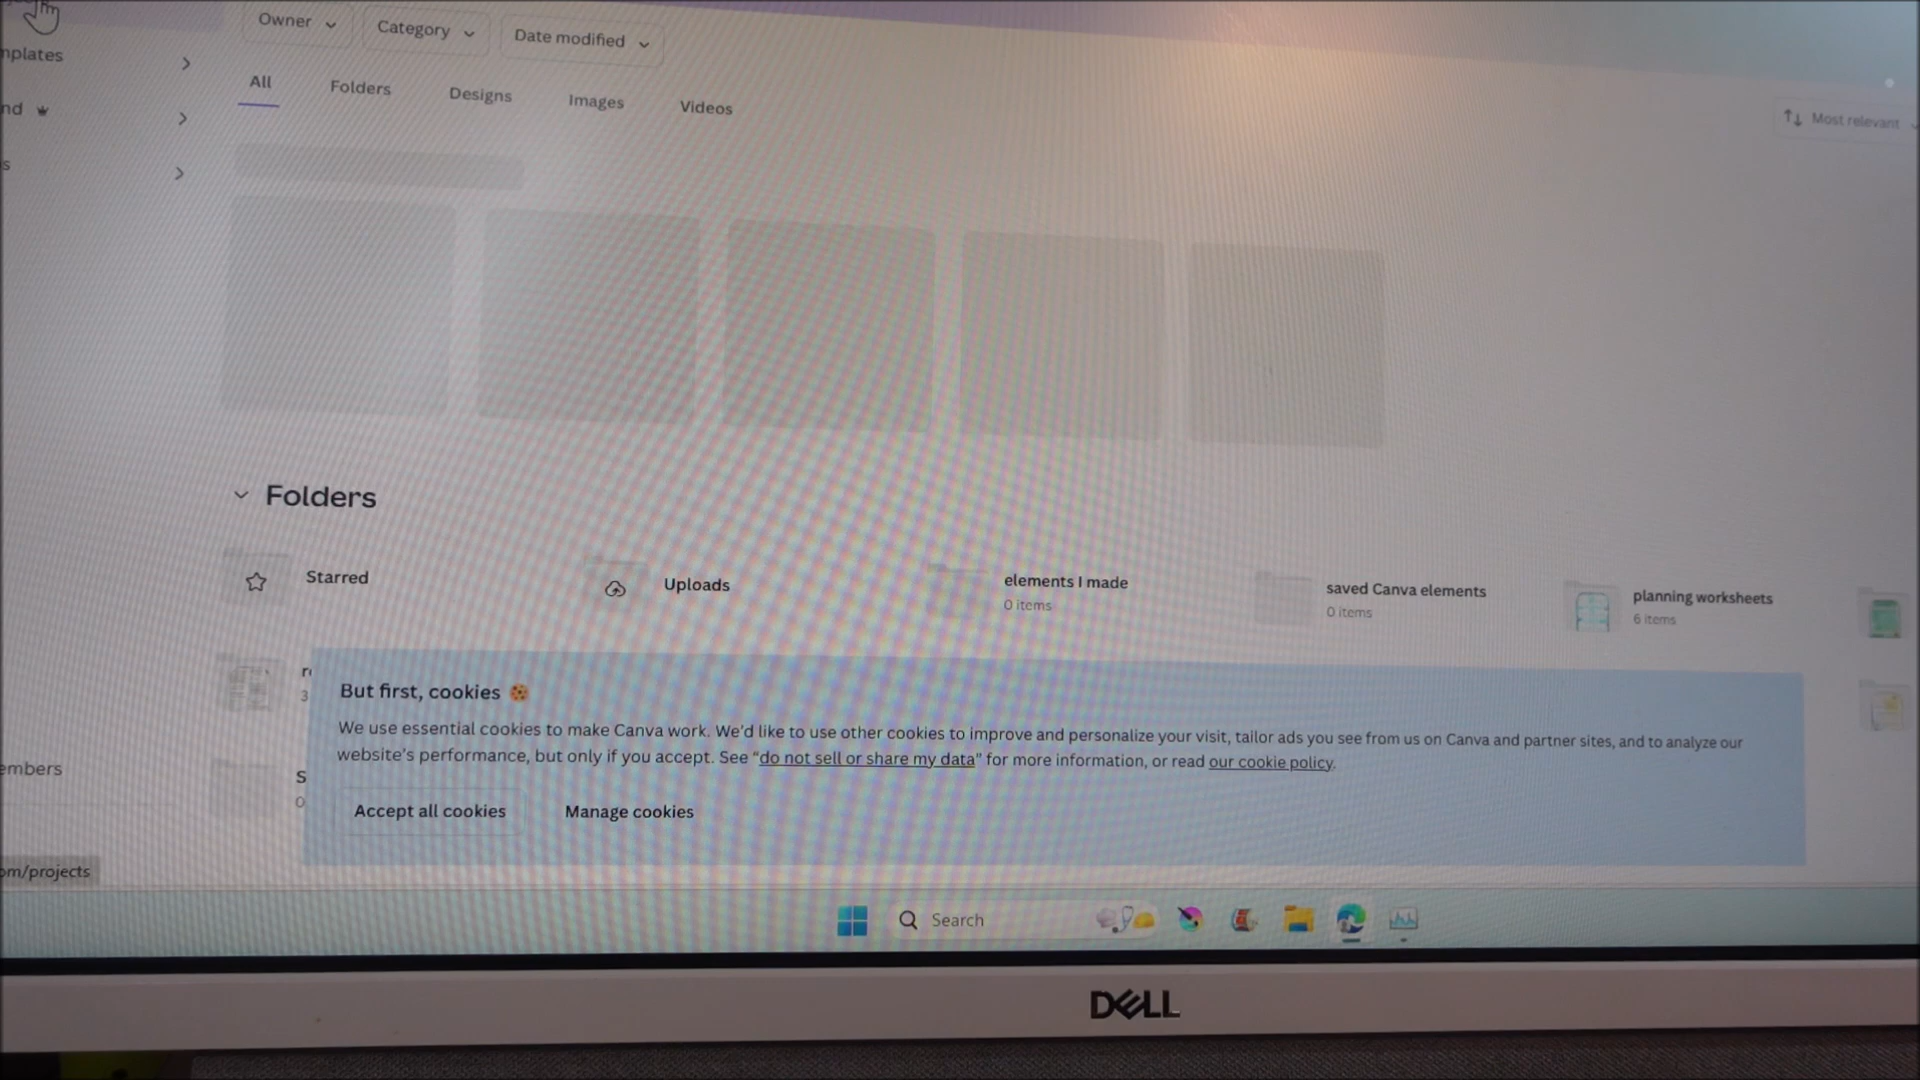 Owner Category Date modified
mplates
All Folders Designs Images Videos
Most relevant
nd
s
Folders
Starred
Uploads
elements I made
0 items
saved Canva elements
0 items
planning worksheets
6 items
3
But first, cookies 🍪
We use essential cookies to make Canva work. We'd like to use other cookies to improve and personalize your visit, tailor ads you see from us on Canva and partner sites, and to analyze our
website's performance, but only if you accept. See "do not sell or share my data" for more information, or read our cookie policy.
embers
S
0
Accept all cookies Manage cookies
om/projects
Search
DELL